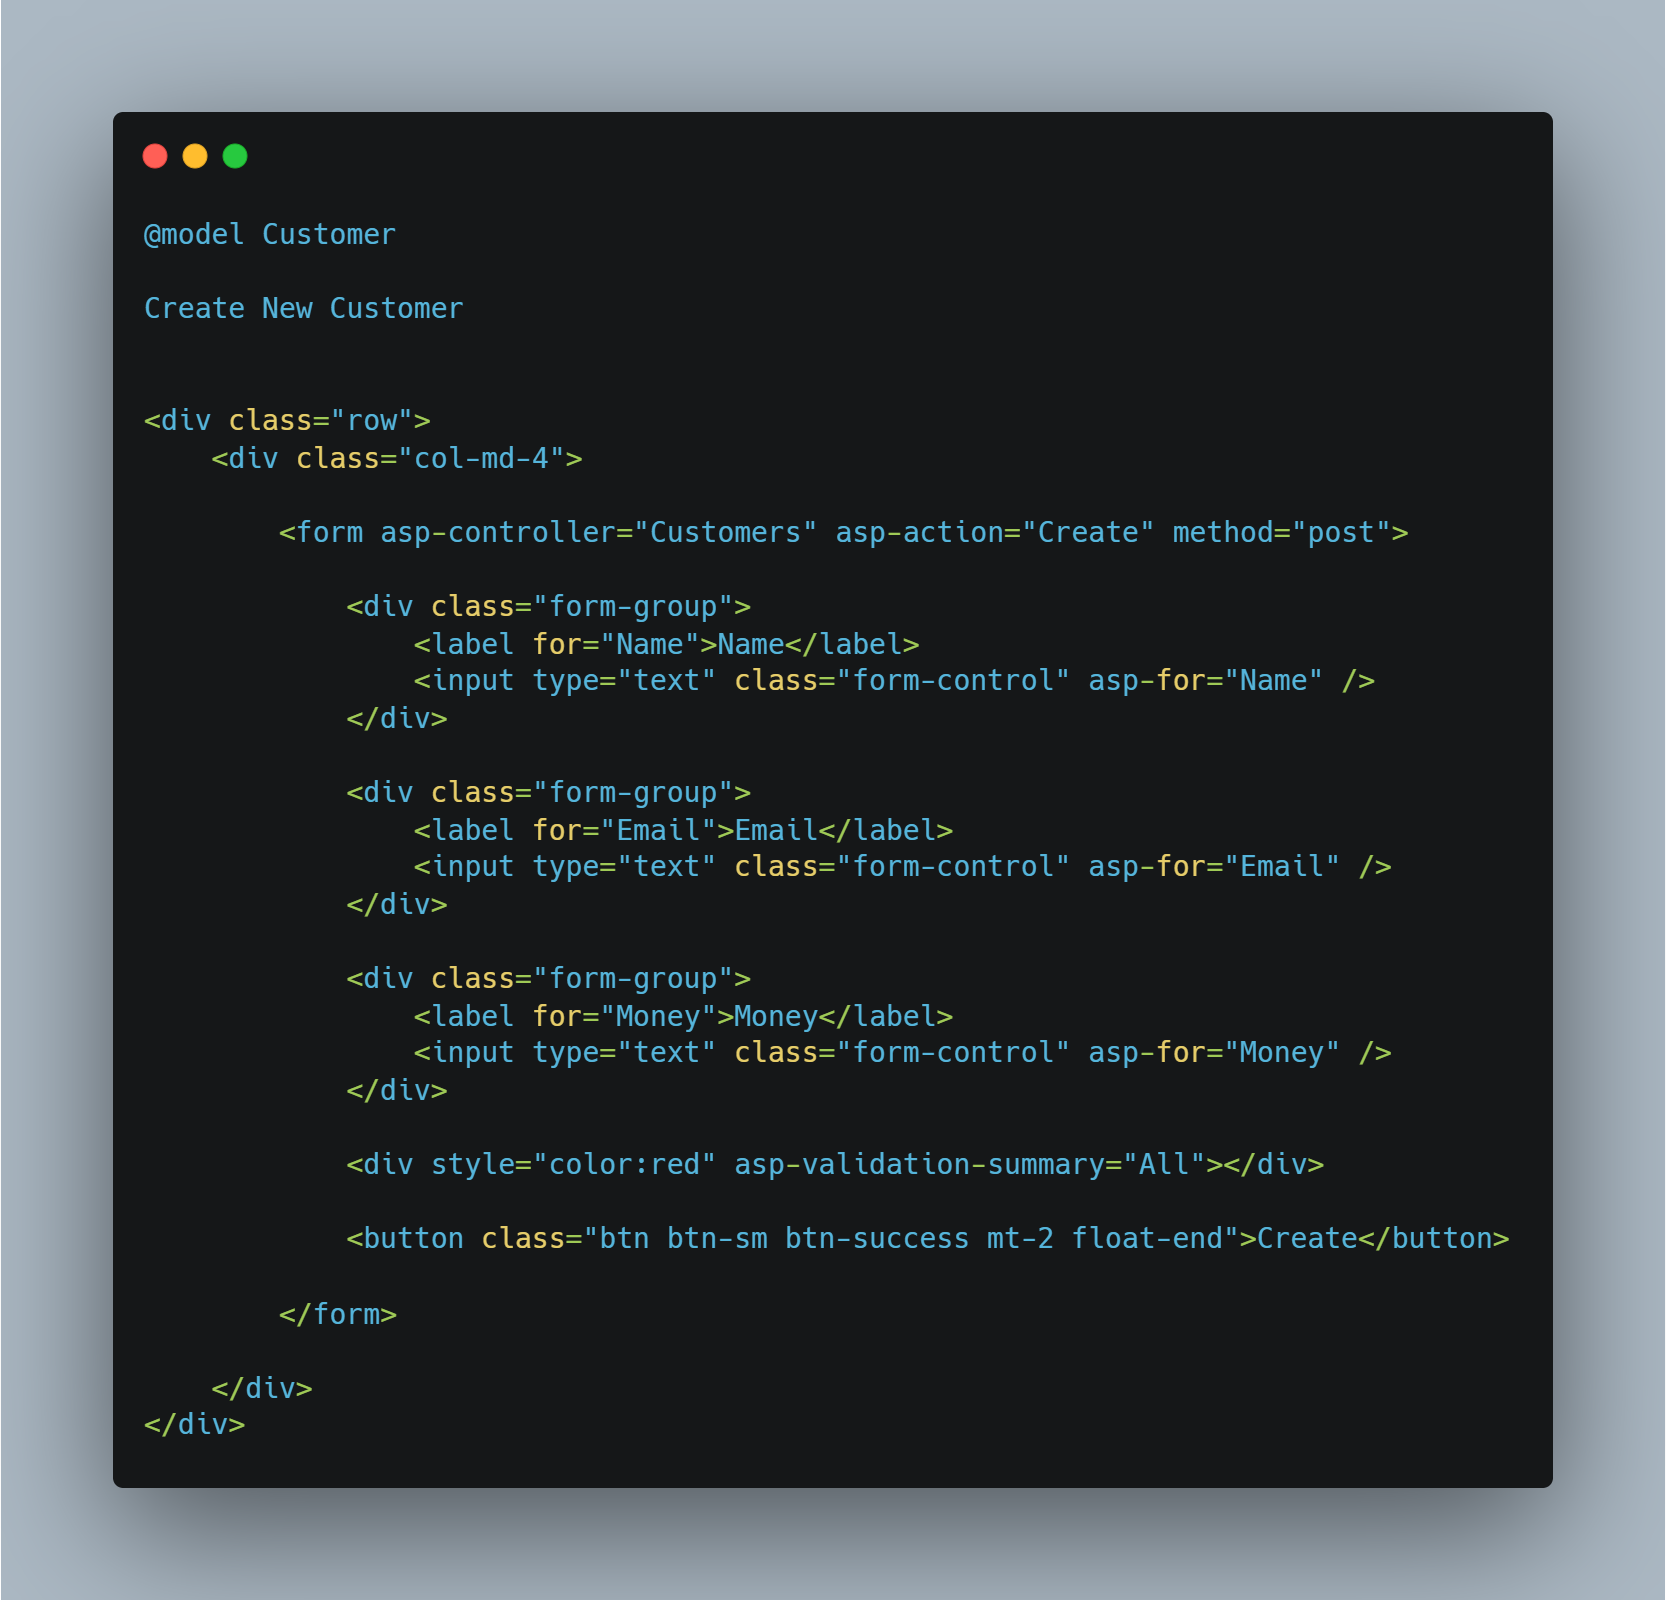 @model Customer
Create New Customer
<div class="row">
    <div class="col-md-4">
        <form asp-controller="Customers" asp-action="Create" method="post">
            <div class="form-group">
                <label for="Name">Name</label>
                <input type="text" class="form-control" asp-for="Name" />
            </div>
            <div class="form-group">
                <label for="Email">Email</label>
                <input type="text" class="form-control" asp-for="Email" />
            </div>
            <div class="form-group">
                <label for="Money">Money</label>
                <input type="text" class="form-control" asp-for="Money" />
            </div>
            <div style="color:red" asp-validation-summary="All"></div>
            <button class="btn btn-sm btn-success mt-2 float-end">Create</button>
        </form>
    </div>
</div>